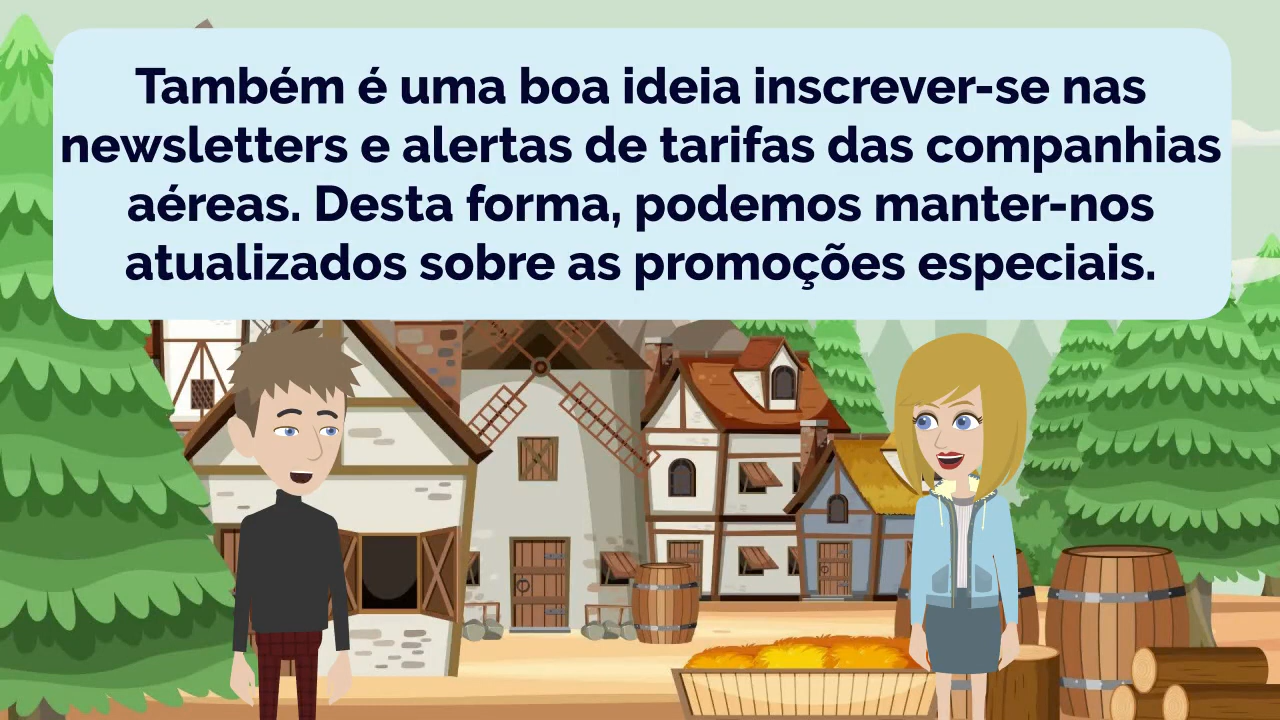 Também é uma boa ideia inscrever-se nas
newsletters e alertas de tarifas das companhias
aéreas. Desta forma, podemos manter-nos
atualizados sobre as promoções especiais.